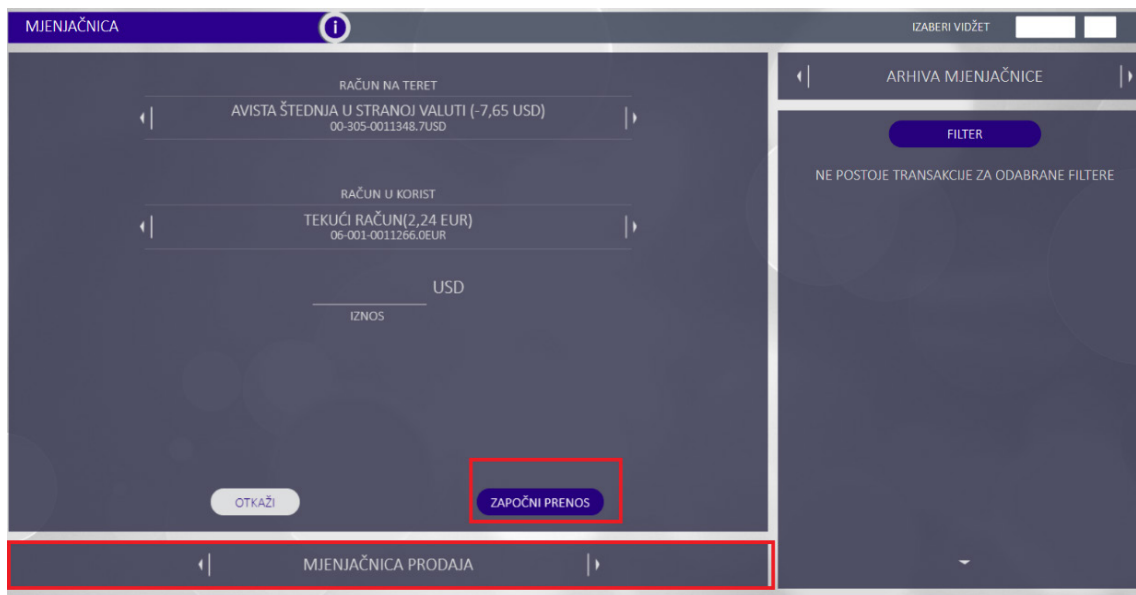 MJENJAČNICA
i
IZABERI VIDŽET
RAČUN NA TERET
AVISTA ŠTEDNJA U STRANOJ VALUTI (-7,65 USD)
00-305-0011348.7USD
RAČUN U KORIST
TEKUĆI RAČUN(2,24 EUR)
06-001-0011266.0EUR
USD
IZNOS
OTKAŽI
ZAPOČNI PRENOS
MJENJAČNICA PRODAJA
ARHIVA MJENJAČNICE
FILTER
NE POSTOJE TRANSAKCIJE ZA ODABRANE FILTERE